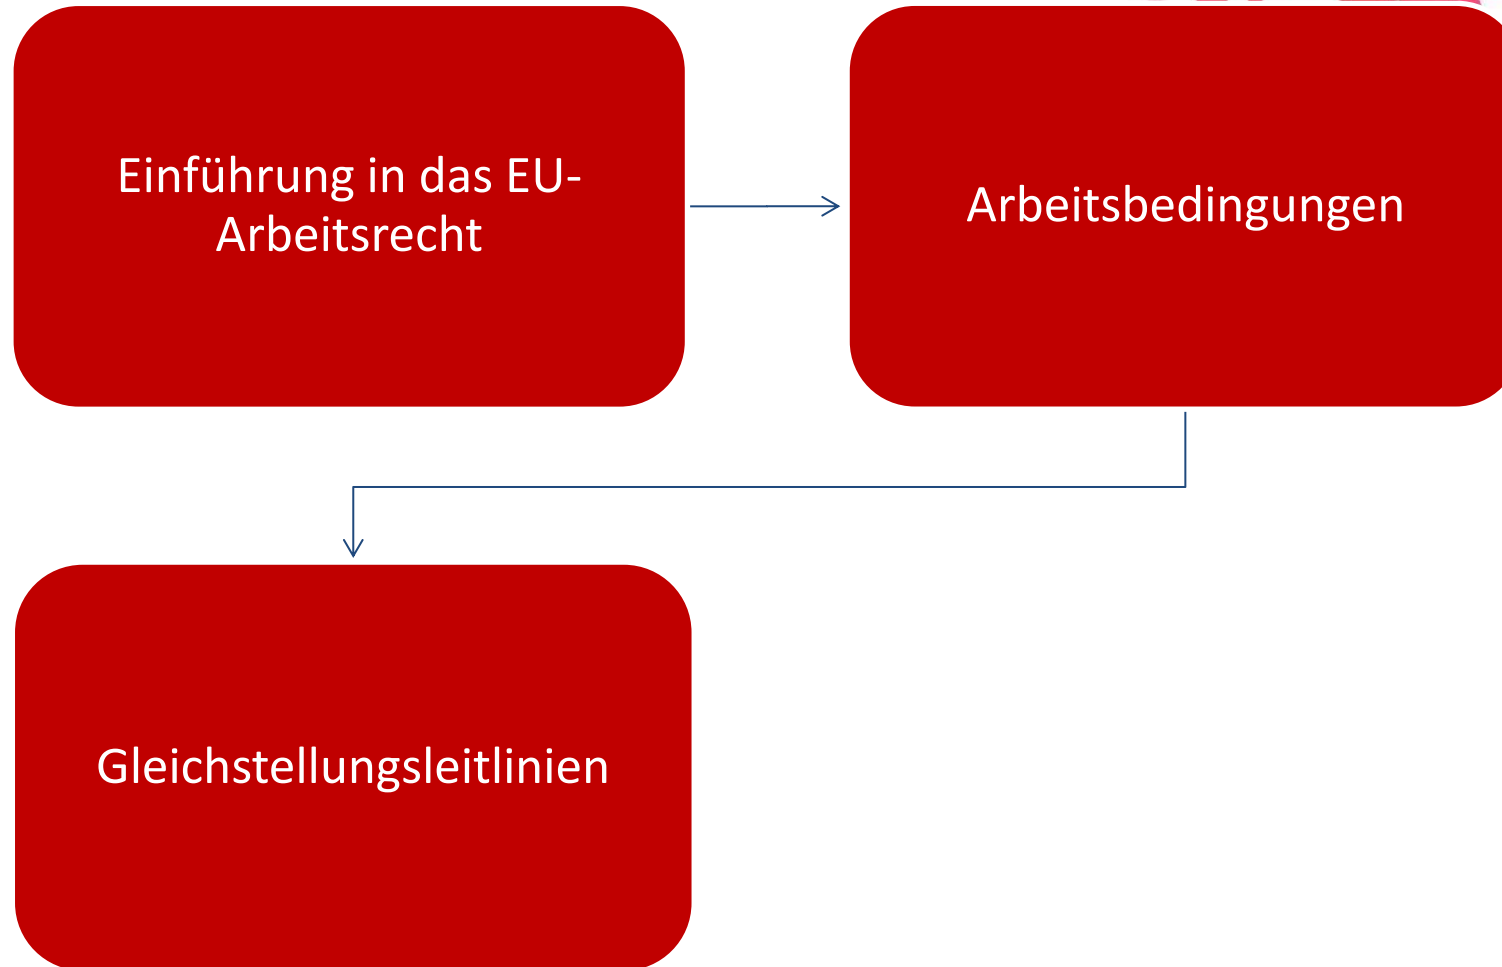 Einführung in das EU-
Arbeitsrecht
Arbeitsbedingungen
Gleichstellungsleitlinien